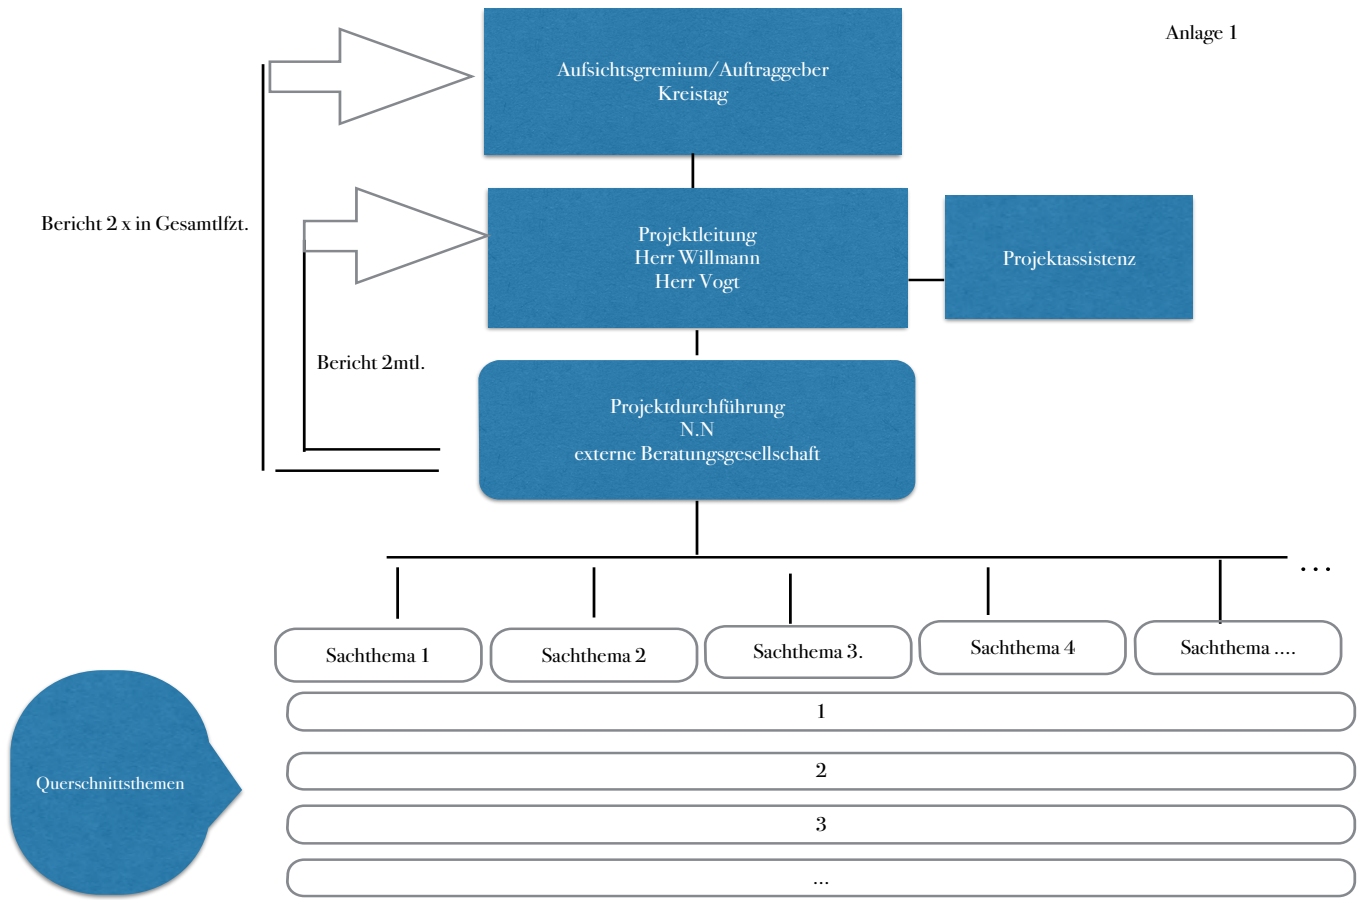 Anlage 1
Aufsichtsgremium/Auftraggeber
Kreistag
Bericht 2 x in Gesamtlfzt.
Projektleitung
Herr Willmann
Herr Vogt
Projektassistenz
Bericht 2mtl.
Projektdurchführung
N.N
externe Beratungsgesellschaft
...
Sachthema 1
Sachthema 2
Sachthema 3.
Sachthema 4
Sachthema ....
Querschnittsthemen
1
2
3
...